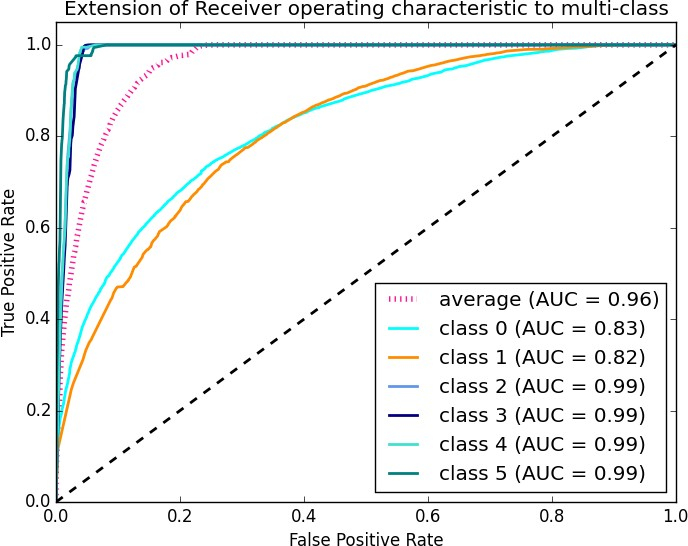 Extension of Receiver operating characteristic to multi-class
True Positive Rate
1.0
0.8
0.6
0.4
0.2
0.0
average (AUC = 0.96)
class 0 (AUC = 0.83)
class 1 (AUC = 0.82)
class 2 (AUC = 0.99)
class 3 (AUC = 0.99)
class 4 (AUC = 0.99)
class 5 (AUC = 0.99)
0.0 0.2 0.4 0.6 0.8 1.0
False Positive Rate